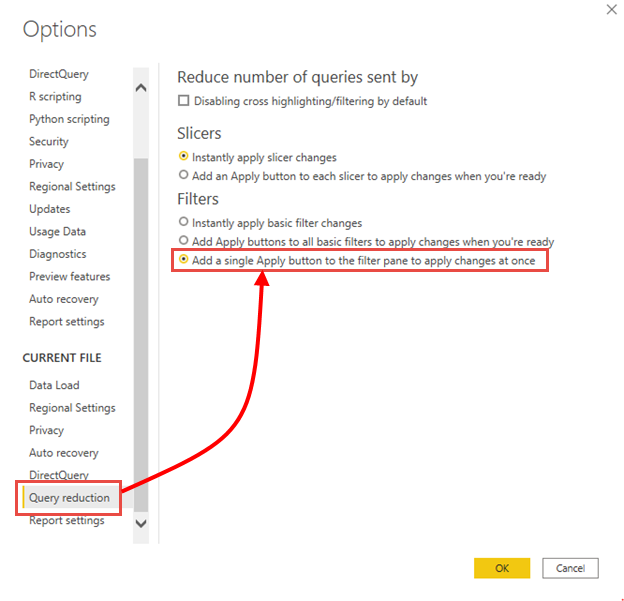 Options
DirectQuery
R scripting
Python scripting
Security
Privacy
Regional Settings
Updates
Usage Data
Diagnostics
Preview features
Auto recovery
Report settings
CURRENT FILE
Data Load
Regional Settings
Privacy
Auto recovery
DirectQuery
Query reduction
Report settings
Reduce number of queries sent by
Disabling cross highlighting/filtering by default
Slicers
Instantly apply slicer changes
Add an Apply button to each slicer to apply changes when you're ready
Filters
Instantly apply basic filter changes
Add Apply buttons to all basic filters to apply changes when you're ready
Add a single Apply button to the filter pane to apply changes at once
OK
Cancel